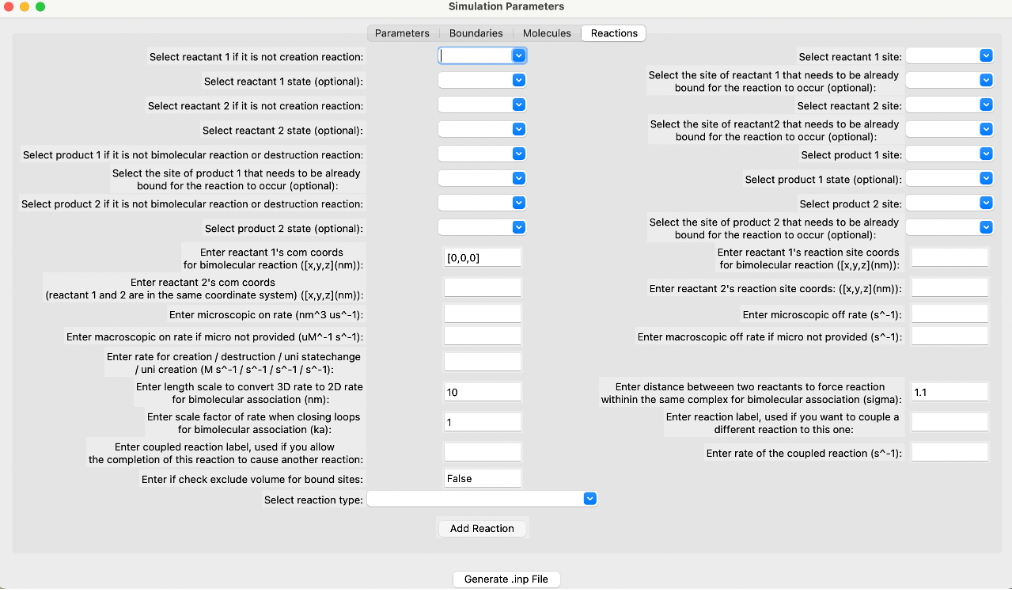 Simulation Parameters
Parameters Boundaries Molecules Reactions
Select reactant 1 if it is not creation reaction:
Select reactant 1 site:
Select reactant 1 state (optional):
Select the site of reactant 1 that needs to be already
bound for the reaction to occur (optional):
Select reactant 2 if it is not creation reaction:
Select reactant 2 site:
Select reactant 2 state (optional):
Select the site of reactant2 that needs to be already
bound for the reaction to occur (optional):
Select product 1 if it is not bimolecular reaction or destruction reaction:
Select product 1 site:
Select the site of product 1 that needs to be already
bound for the reaction to occur (optional):
Select product 1 state (optional):
Select product 2 if it is not bimolecular reaction or destruction reaction:
Select product 2 site:
Select product 2 state (optional):
Select the site of product 2 that needs to be already
bound for the reaction to occur (optional):
Enter reactant 1's com coords
for bimolecular reaction ([x,y,z](nm)):
[0,0,0]
Enter reactant 1's reaction site coords
for bimolecular reaction ([x,y,z](nm)):
Enter reactant 2's com coords
(reactant 1 and 2 are in the same coordinate system) ([x,y,z](nm)):
Enter reactant 2's reaction site coords: ([x,y,z](nm)):
Enter microscopic on rate (nm^3 us^-1):
Enter microscopic off rate (s^-1):
Enter macroscopic on rate if micro not provided (uM^-1 s^-1):
Enter macroscopic off rate if micro not provided (s^-1):
Enter rate for creation / destruction / uni statechange
/ uni creation (M s^-1 / s^-1 / s^-1 / s^-1):
Enter length scale to convert 3D rate to 2D rate
for bimolecular association (nm):
10
Enter distance betweeen two reactants to force reaction
withinin the same complex for bimolecular association (sigma):
1.1
Enter scale factor of rate when closing loops
for bimolecular association (ka):
1
Enter reaction label, used if you want to couple a
different reaction to this one:
Enter coupled reaction label, used if you allow
the completion of this reaction to cause another reaction:
Enter rate of the coupled reaction (s^-1):
Enter if check exclude volume for bound sites:
False
Select reaction type:
Add Reaction
Generate .inp File